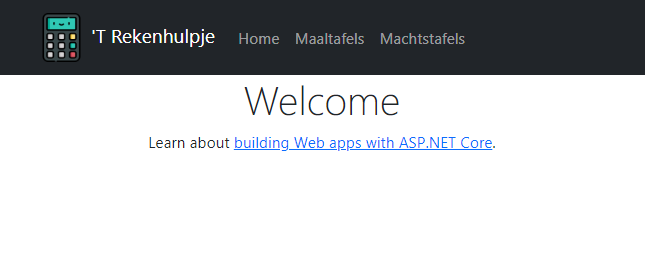 'T Rekenhulpje Home Maaltafels Machtstafels
Welcome
Learn about building Web apps with ASP.NET Core.